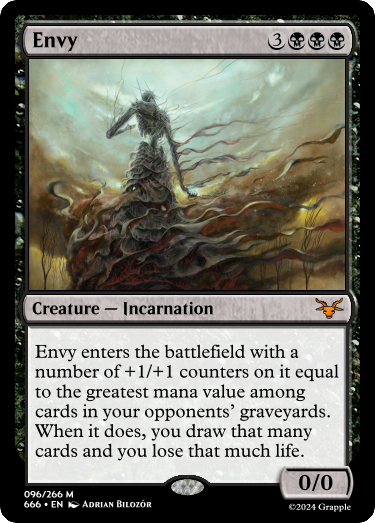 Envy 3
Creature — Incarnation
Envy enters the battlefield with a
number of +1/+1 counters on it equal
to the greatest mana value among
cards in your opponents' graveyards.
When it does, you draw that many
cards and you lose that much life.
0/0
096/266 M
666 • EN Adrian Bilozór
©2024 Grapple